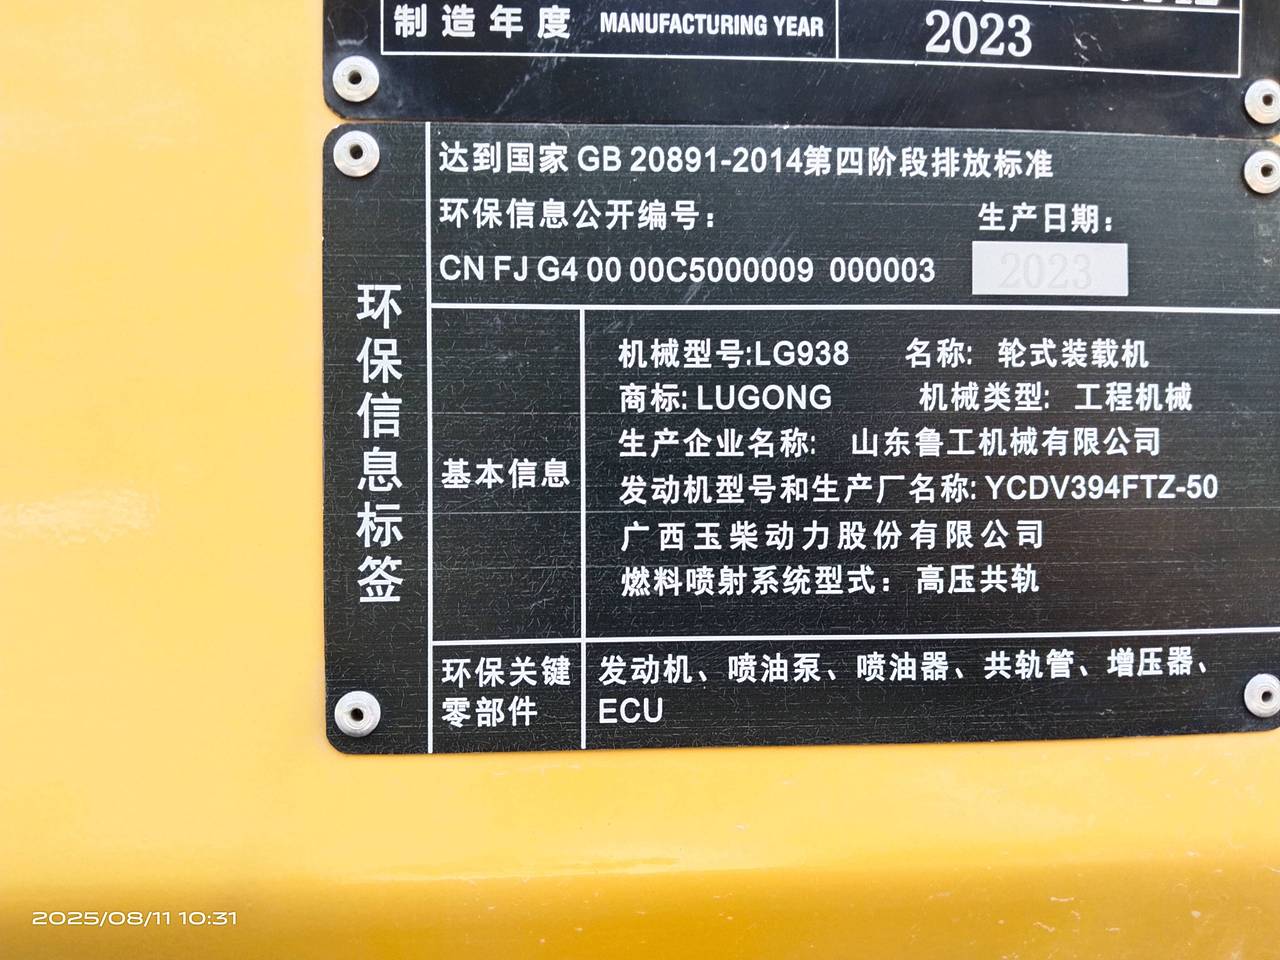 制造年度 MANUFACTURING YEAR 2023
达到国家 GB 20891-2014第四阶段排放标准
环保信息公开编号： 生产日期：
CN FJ G4 00 00C5000009 000003 2023
环保信息标签
基本信息
机械型号:LG938 名称: 轮式装载机
商标: LUGONG 机械类型: 工程机械
生产企业名称: 山东鲁工机械有限公司
发动机型号和生产厂名称: YCDV394FTZ-50
广西玉柴动力股份有限公司
燃料喷射系统型式：高压共轨
环保关键零部件
发动机、喷油泵、喷油器、共轨管、增压器、
ECU
2025/08/11 10:31